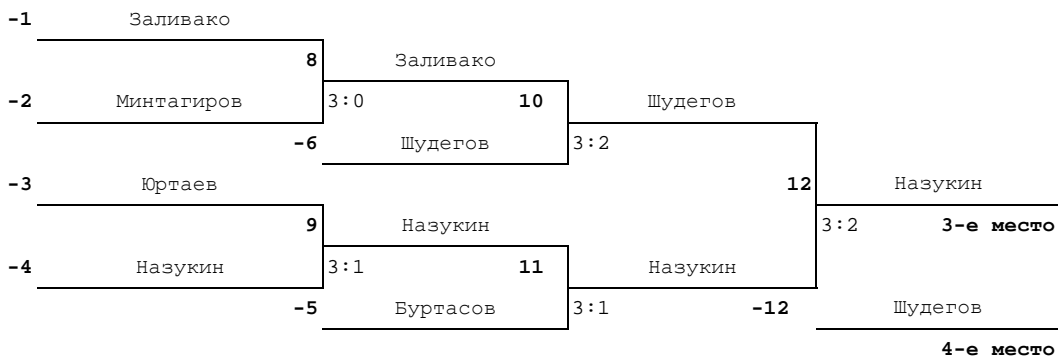 -1 Заливако
8 Заливако
-2 Минтагиров 3:0 10 Шудегов
-6 Шудегов 3:2
-3 Юртаев 12 Назукин
9 Назукин 3:2 3-е место
-4 Назукин 3:1 11 Назукин
-5 Буртасов 3:1 -12 Шудегов
4-е место